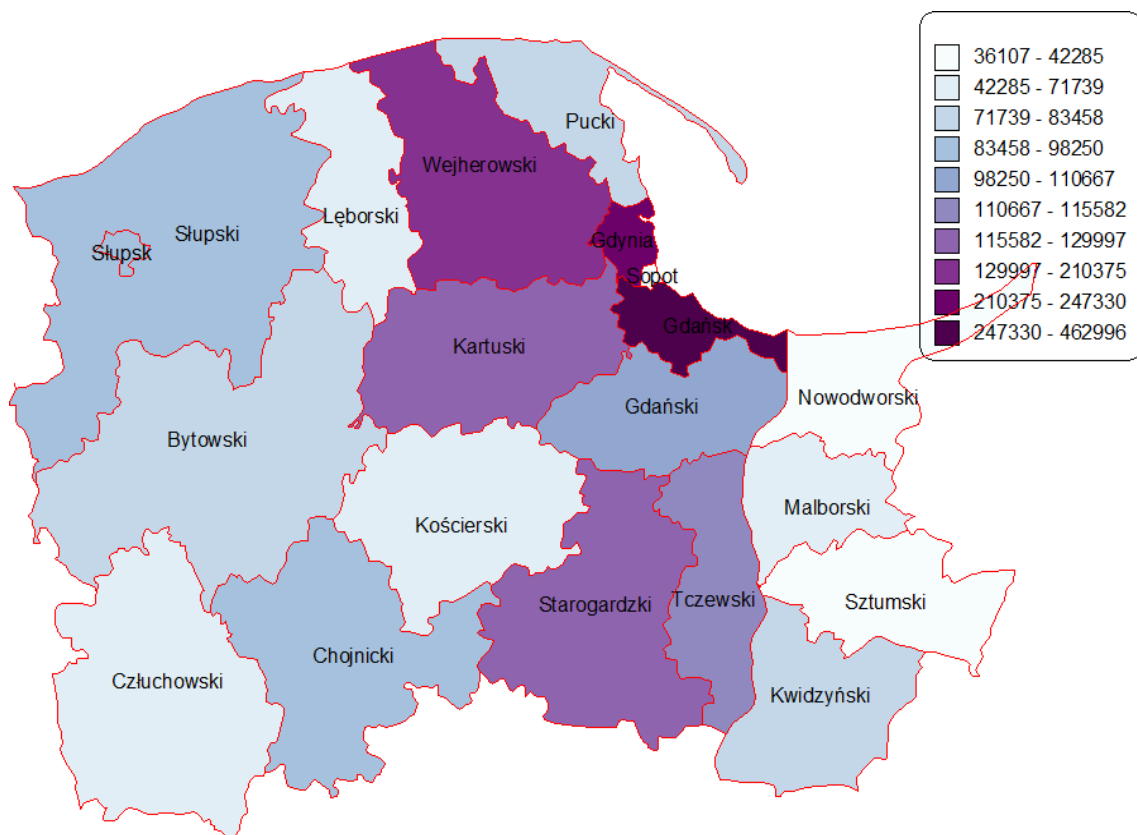 36107 - 42285
42285 - 71739
71739 - 83458
83458 - 98250
98250 - 110667
110667 - 115582
115582 - 129997
129997 - 210375
210375 - 247330
247330 - 462996
Pucki
Wejherowski
Lęborski
Słupski
Słupsk
Gdynia
Sopot
Gdańsk
Kartuski
Nowodworski
Gdański
Bytowski
Malborski
Kościerski
Sztumski
Starogardzki
Tczewski
Chojnicki
Człuchowski
Kwidzyński